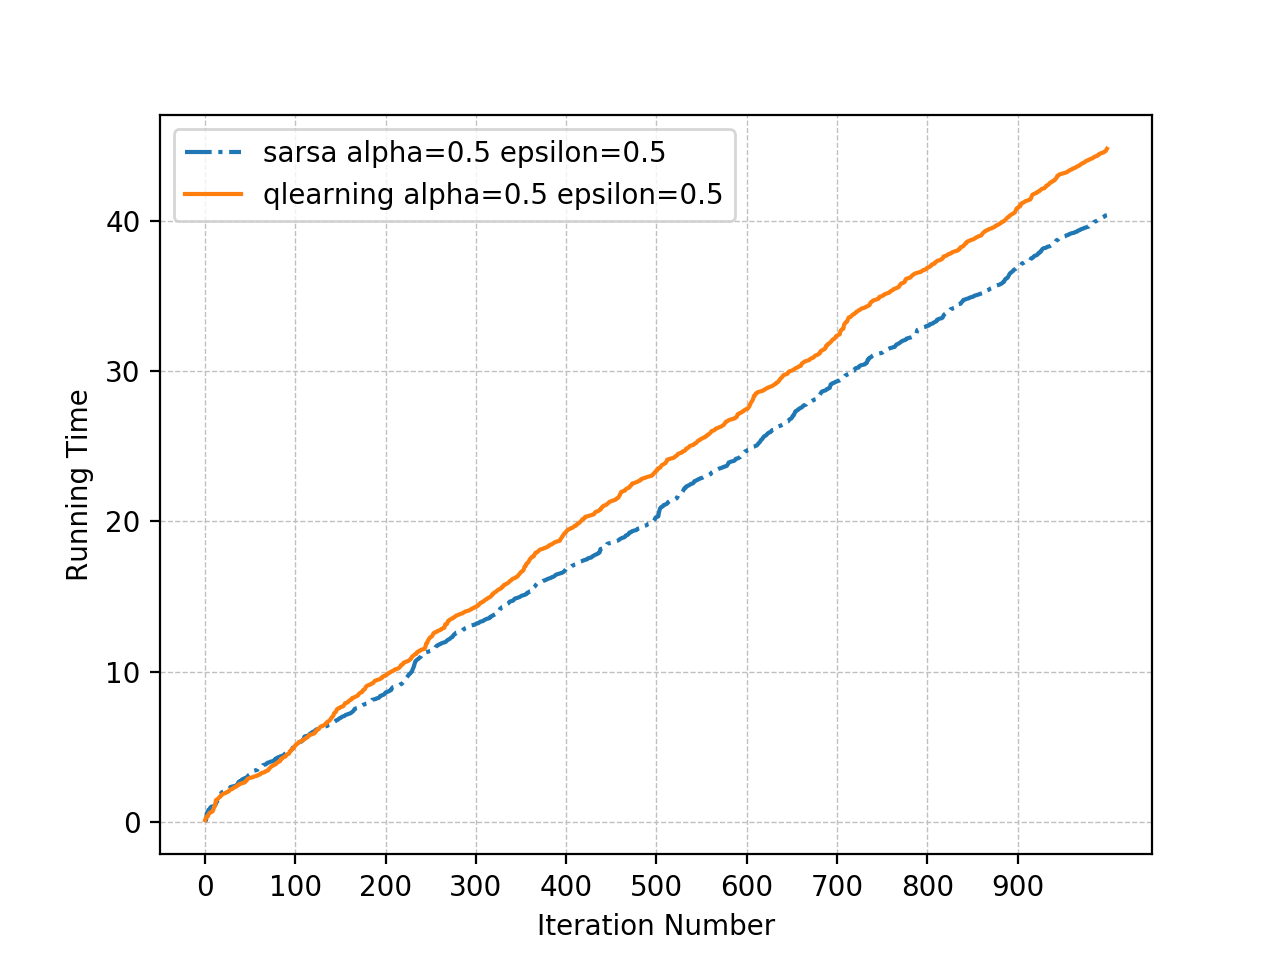 sarsa alpha=0.5 epsilon=0.5
qlearning alpha=0.5 epsilon=0.5
40
30
20
10
0
Running Time
0 100 200 300 400 500 600 700 800 900
Iteration Number